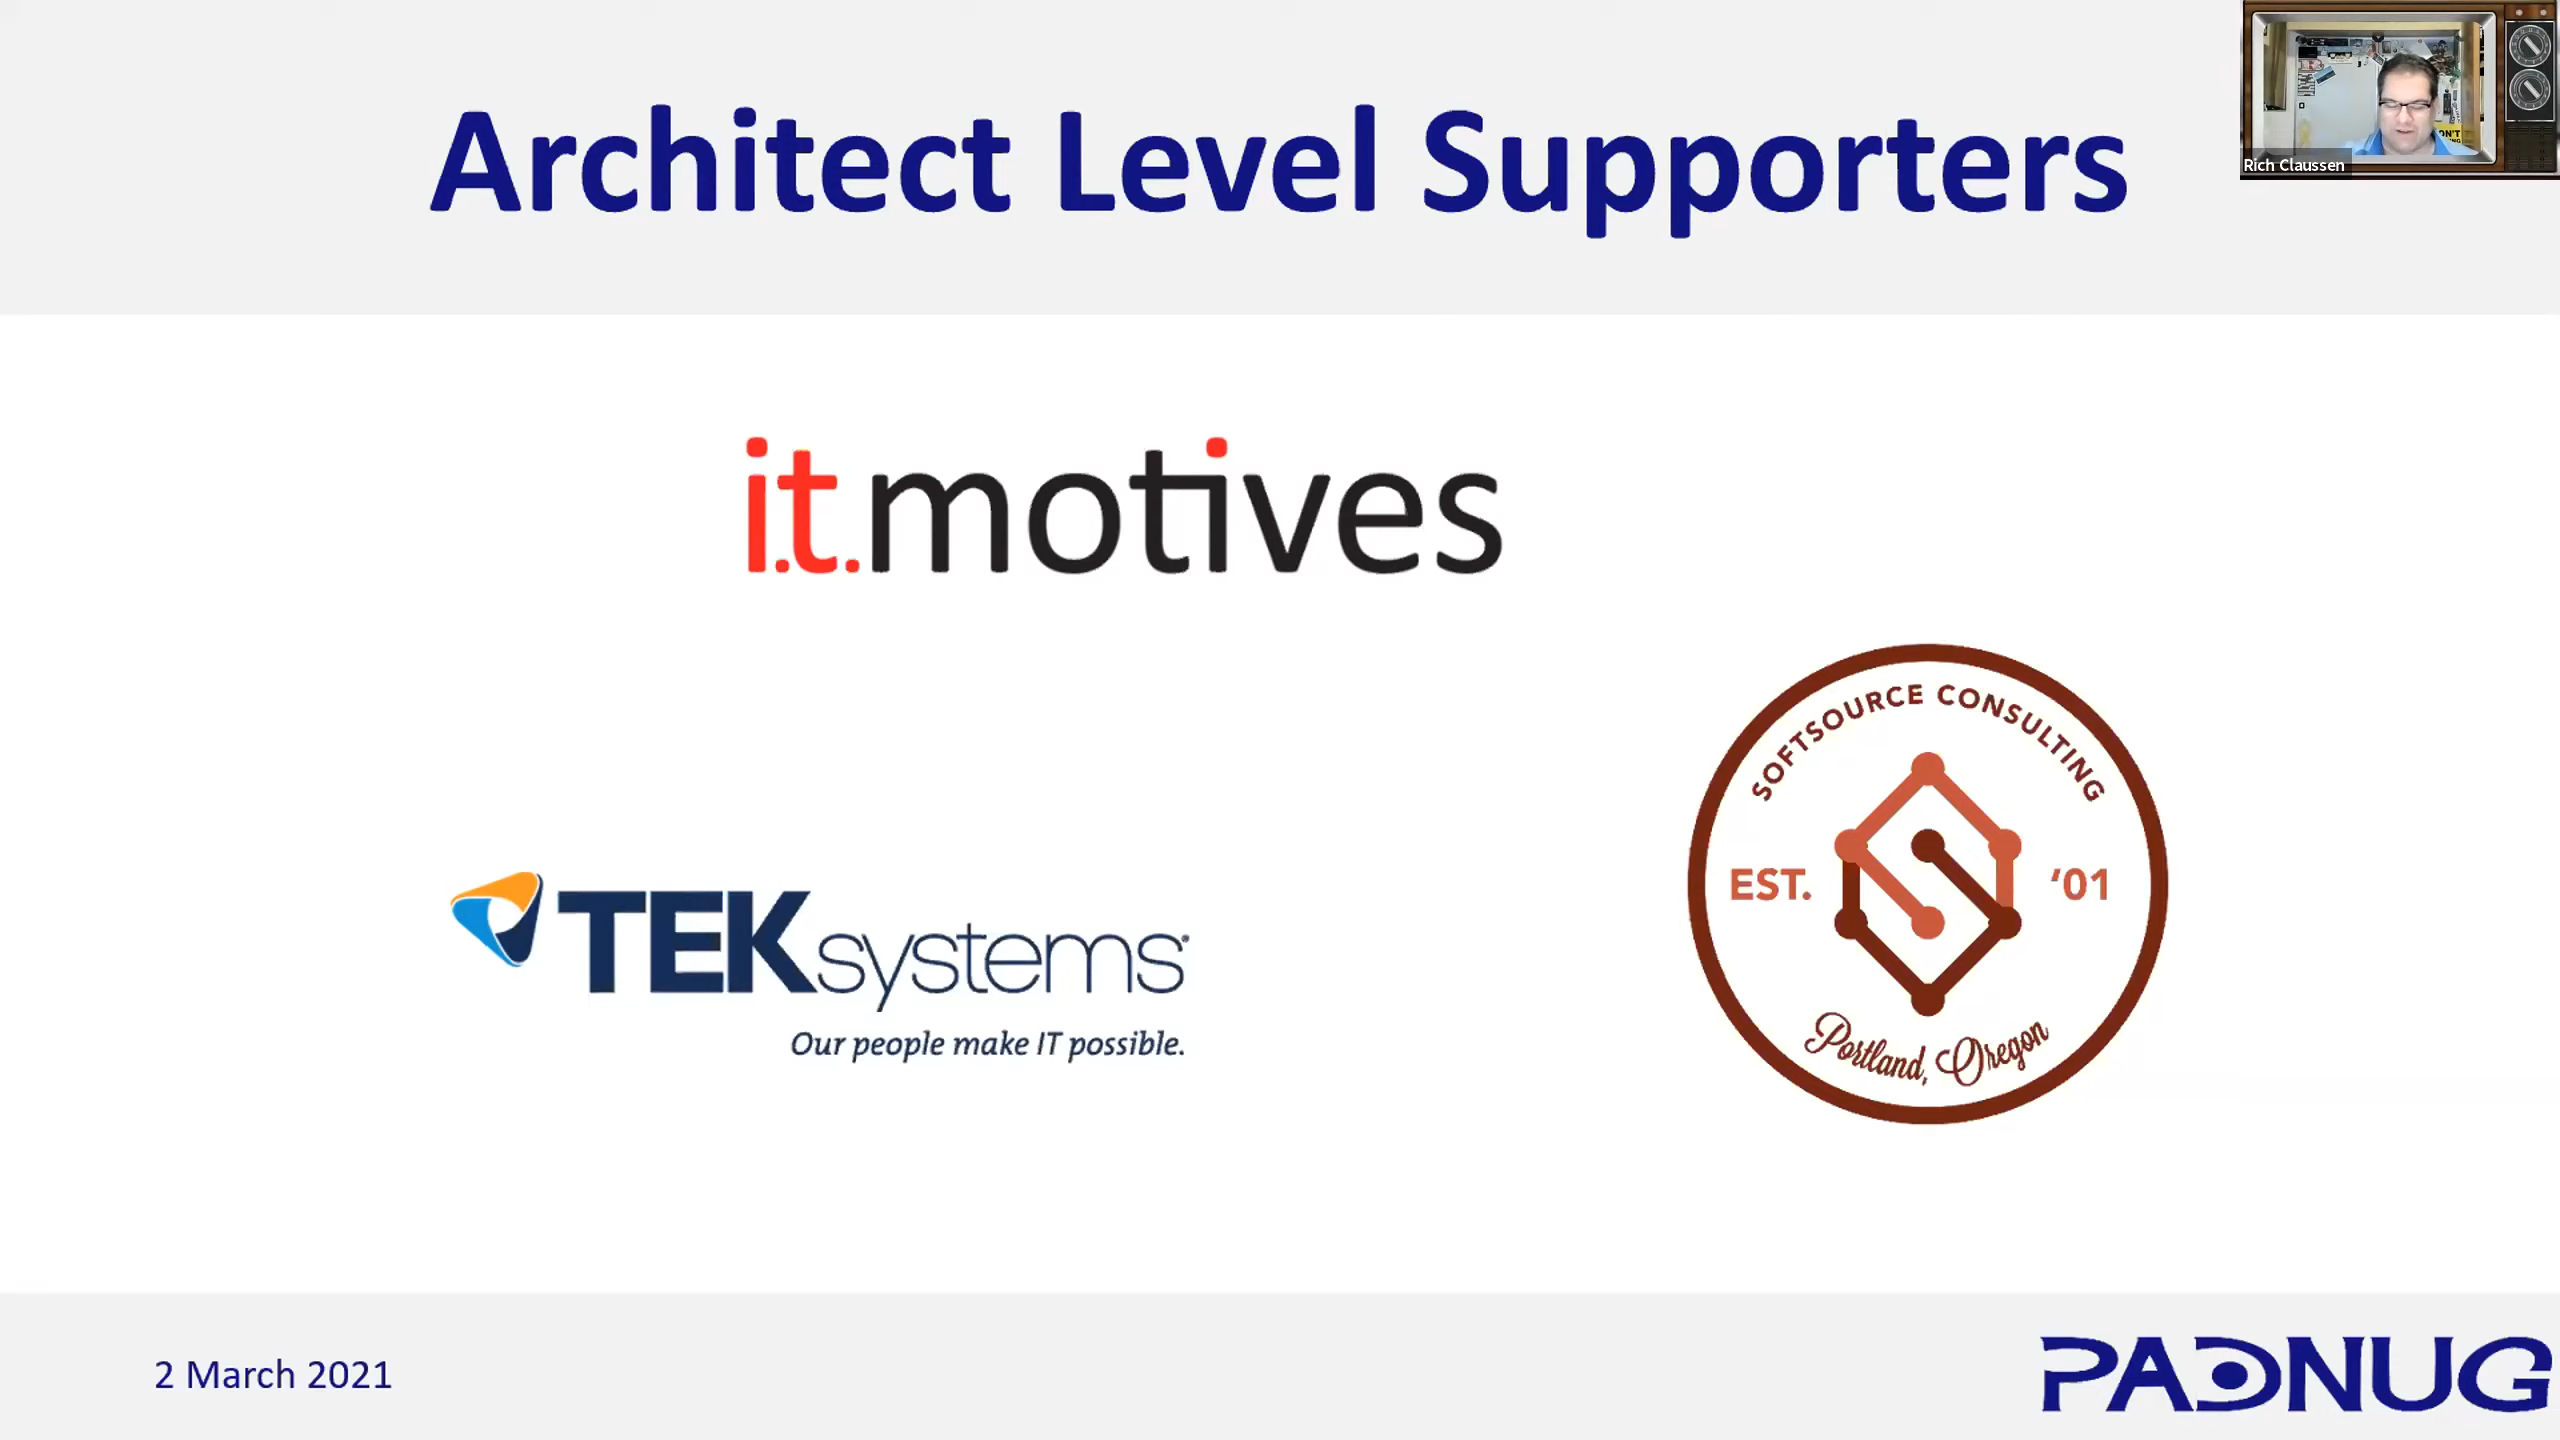 Architect Level Supporters
Rich Claussen
i.t.motives
SOFTSOURCE CONSULTING
EST. ‘01
Portland, Oregon
TEKsystems
Our people make IT possible.
2 March 2021
PADNUG